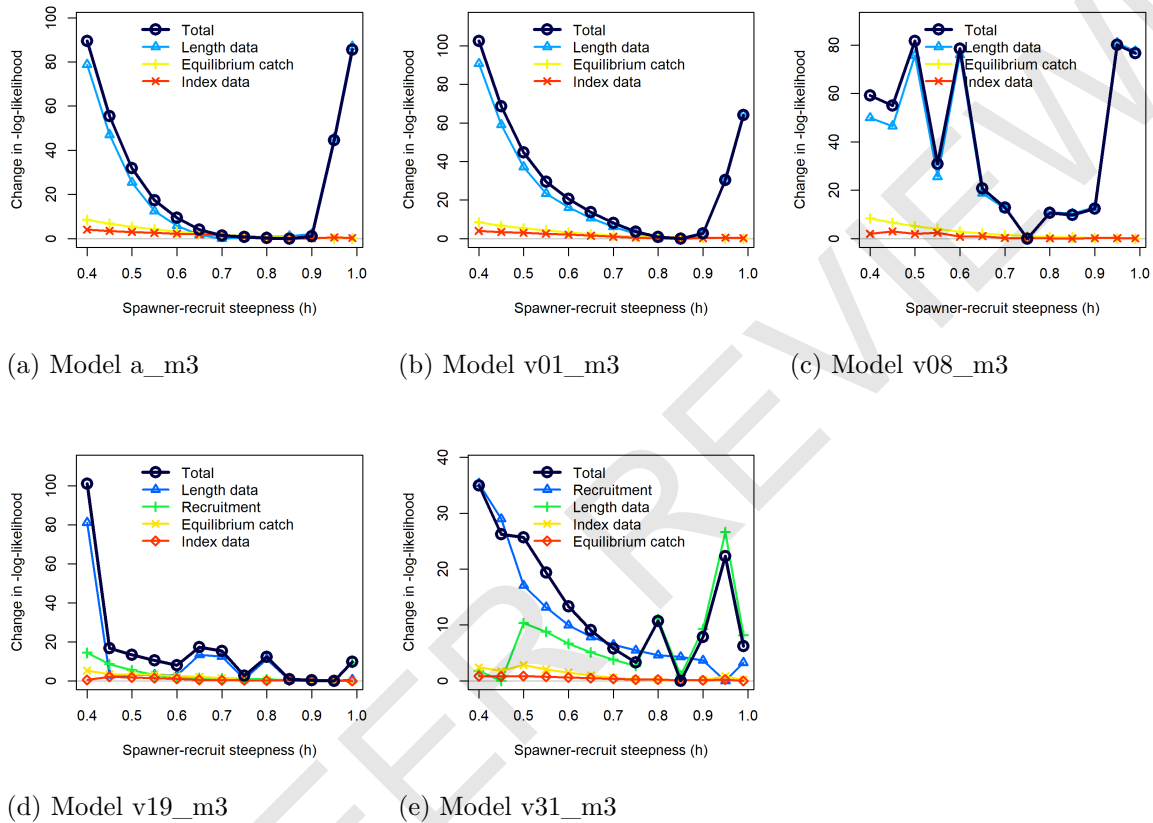 Change in -log-likelihood
0 20 40 60 80 100
Total
Length data
Equilibrium catch
Index data
0.4 0.5 0.6 0.7 0.8 0.9 1.0
Spawner-recruit steepness (h)
(a) Model a_m3
Change in -log-likelihood
0 20 40 60 80 100
Total
Length data
Equilibrium catch
Index data
0.4 0.5 0.6 0.7 0.8 0.9 1.0
Spawner-recruit steepness (h)
(b) Model v01_m3
Change in -log-likelihood
0 20 40 60 80
Total
Length data
Equilibrium catch
Index data
0.4 0.5 0.6 0.7 0.8 0.9 1.0
Spawner-recruit steepness (h)
(c) Model v08_m3
Change in -log-likelihood
0 20 40 60 80 100
Total
Length data
Recruitment
Equilibrium catch
Index data
0.4 0.5 0.6 0.7 0.8 0.9 1.0
Spawner-recruit steepness (h)
(d) Model v19_m3
Change in -log-likelihood
0 10 20 30 40
Total
Recruitment
Length data
Index data
Equilibrium catch
0.4 0.5 0.6 0.7 0.8 0.9 1.0
Spawner-recruit steepness (h)
(e) Model v31_m3